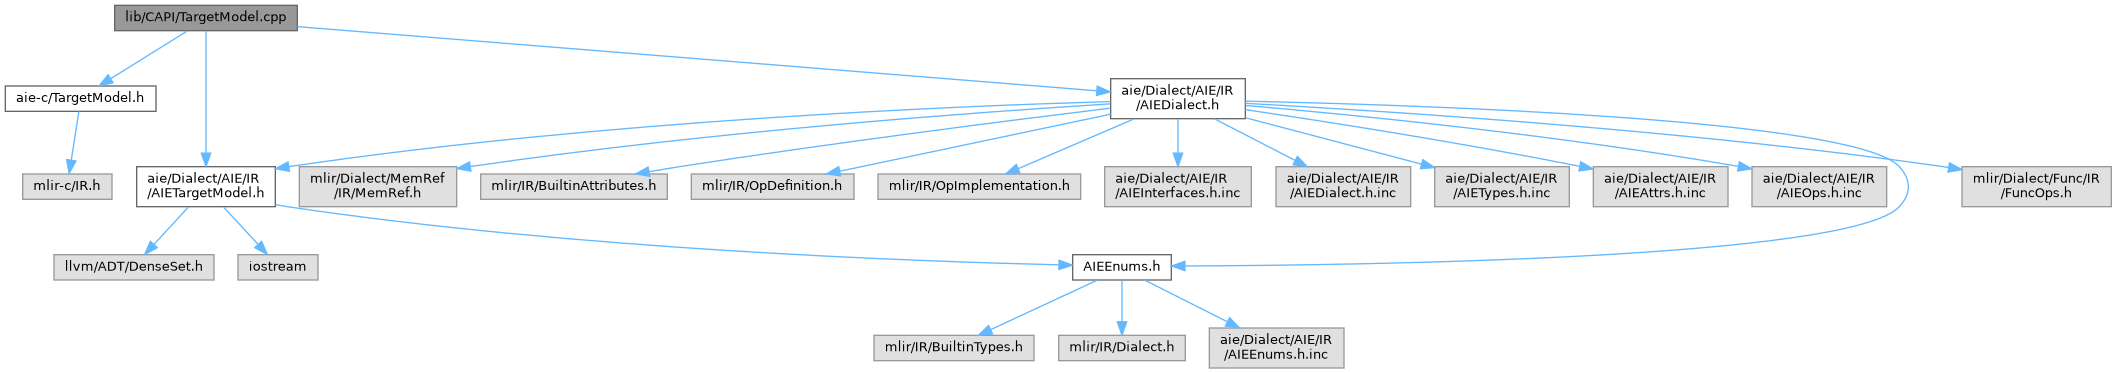 lib/CAPI/TargetModel.cpp
aie-c/TargetModel.h
aie/Dialect/AIE/IR
/AIEDialect.h
mlir-c/IR.h
aie/Dialect/AIE/IR
/AIETargetModel.h
mlir/Dialect/MemRef
/IR/MemRef.h
mlir/IR/BuiltinAttributes.h
mlir/IR/OpDefinition.h
mlir/IR/OpImplementation.h
aie/Dialect/AIE/IR
/AIEInterfaces.h.inc
aie/Dialect/AIE/IR
/AIEDialect.h.inc
aie/Dialect/AIE/IR
/AIETypes.h.inc
aie/Dialect/AIE/IR
/AIEAttrs.h.inc
aie/Dialect/AIE/IR
/AIEOps.h.inc
mlir/Dialect/Func/IR
/FuncOps.h
llvm/ADT/DenseSet.h
iostream
AIEEnums.h
mlir/IR/BuiltinTypes.h
mlir/IR/Dialect.h
aie/Dialect/AIE/IR
/AIEEnums.h.inc